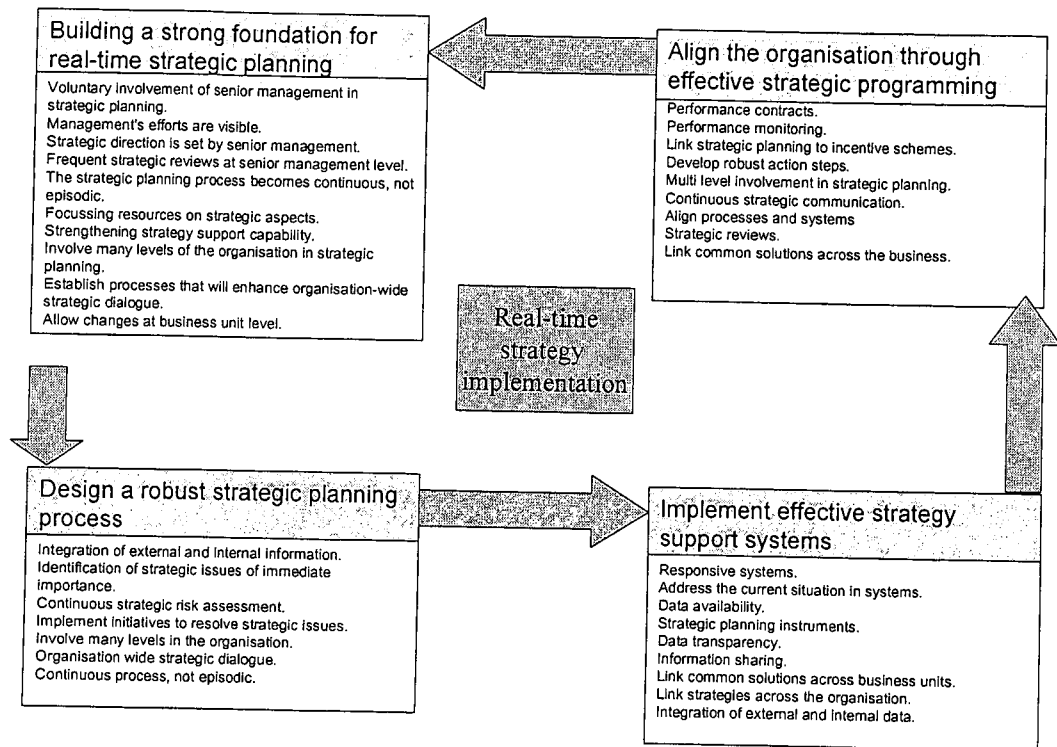 Building a strong foundation for
real-time strategic planning
Voluntary involvement of senior management in
strategic planning.
Management's efforts are visible.
Strategic direction is set by senior management.
Frequent strategic reviews at senior management level.
The strategic planning process becomes continuous, not
episodic.
Focussing resources on strategic aspects.
Strengthening strategy support capability.
Involve many levels of the organisation in strategic
planning.
Establish processes that will enhance organisation-wide
strategic dialogue.
Allow changes at business unit level.
Align the organisation through
effective strategic programming
Performance contracts.
Performance monitoring.
Link strategic planning to incentive schemes.
Develop robust action steps.
Multi level involvement in strategic planning.
Continuous strategic communication.
Align processes and systems
Strategic reviews.
Link common solutions across the business.
Real-time
strategy
implementation
Design a robust strategic planning
process
Integration of external and internal information.
Identification of strategic issues of immediate
importance.
Continuous strategic risk assessment.
Implement initiatives to resolve strategic issues.
Involve many levels in the organisation.
Organisation wide strategic dialogue.
Continuous process, not episodic.
Implement effective strategy
support systems
Responsive systems.
Address the current situation in systems.
Data availability.
Strategic planning instruments.
Data transparency.
Information sharing.
Link common solutions across business units.
Link strategies across the organisation.
Integration of external and internal data.